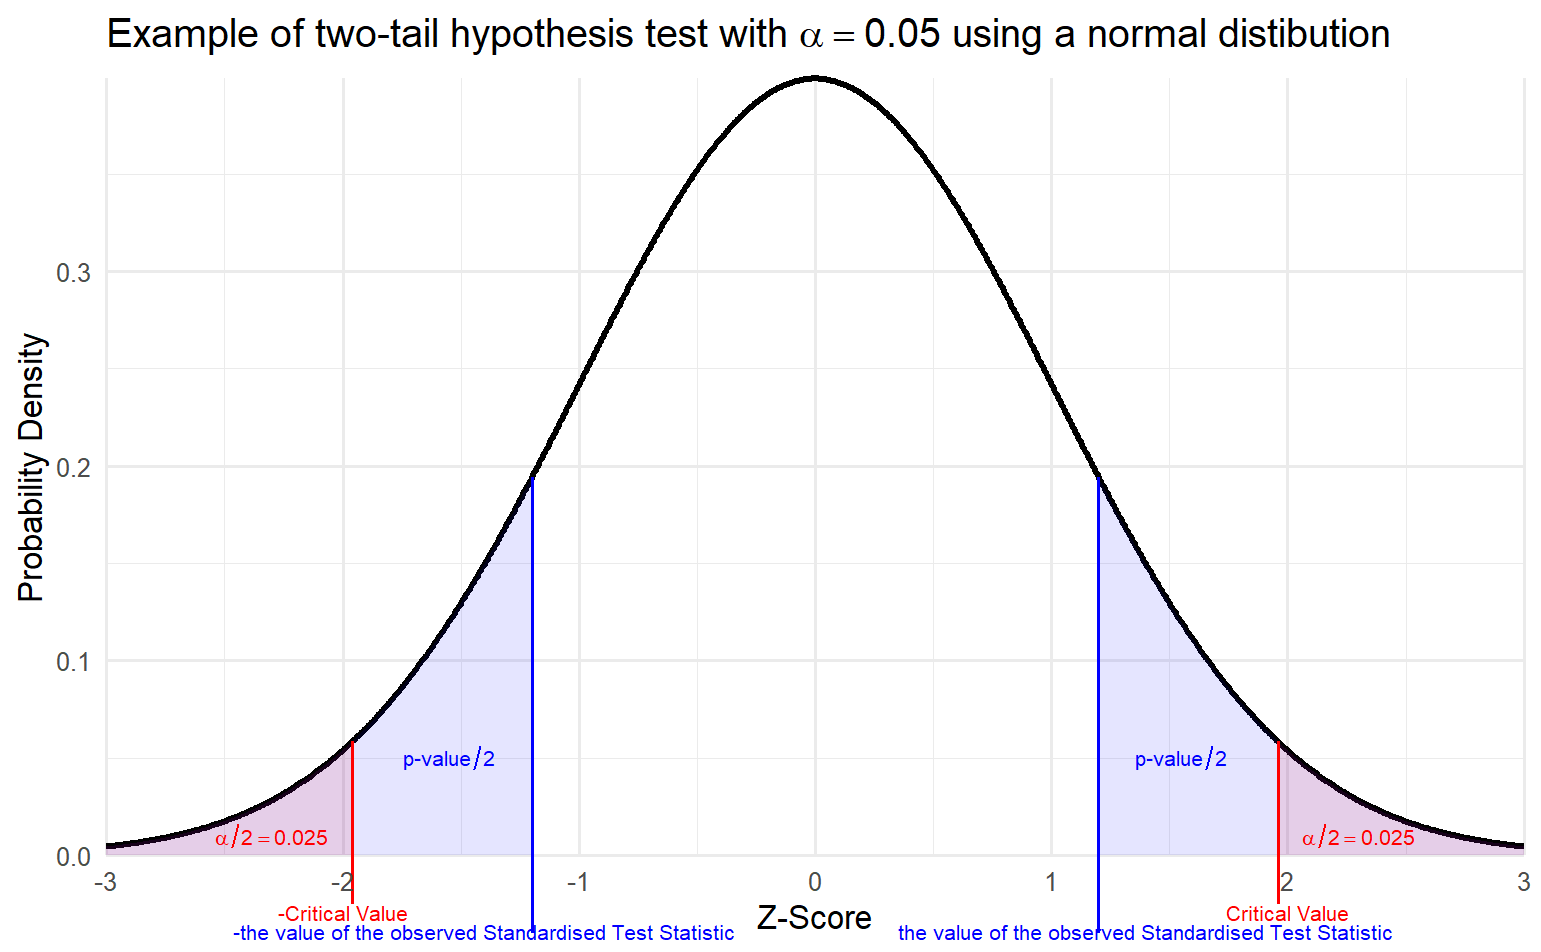 Example of two-tail hypothesis test with α = 0.05 using a normal distibution
Probability Density
0.3
0.2
0.1
0.0
p-value/2
p-value/2
α/2 = 0.025
α/2 = 0.025
-3
-2
-1
0
1
2
3
-Critical Value
Z-Score
Critical Value
-the value of the observed Standardised Test Statistic
the value of the observed Standardised Test Statistic